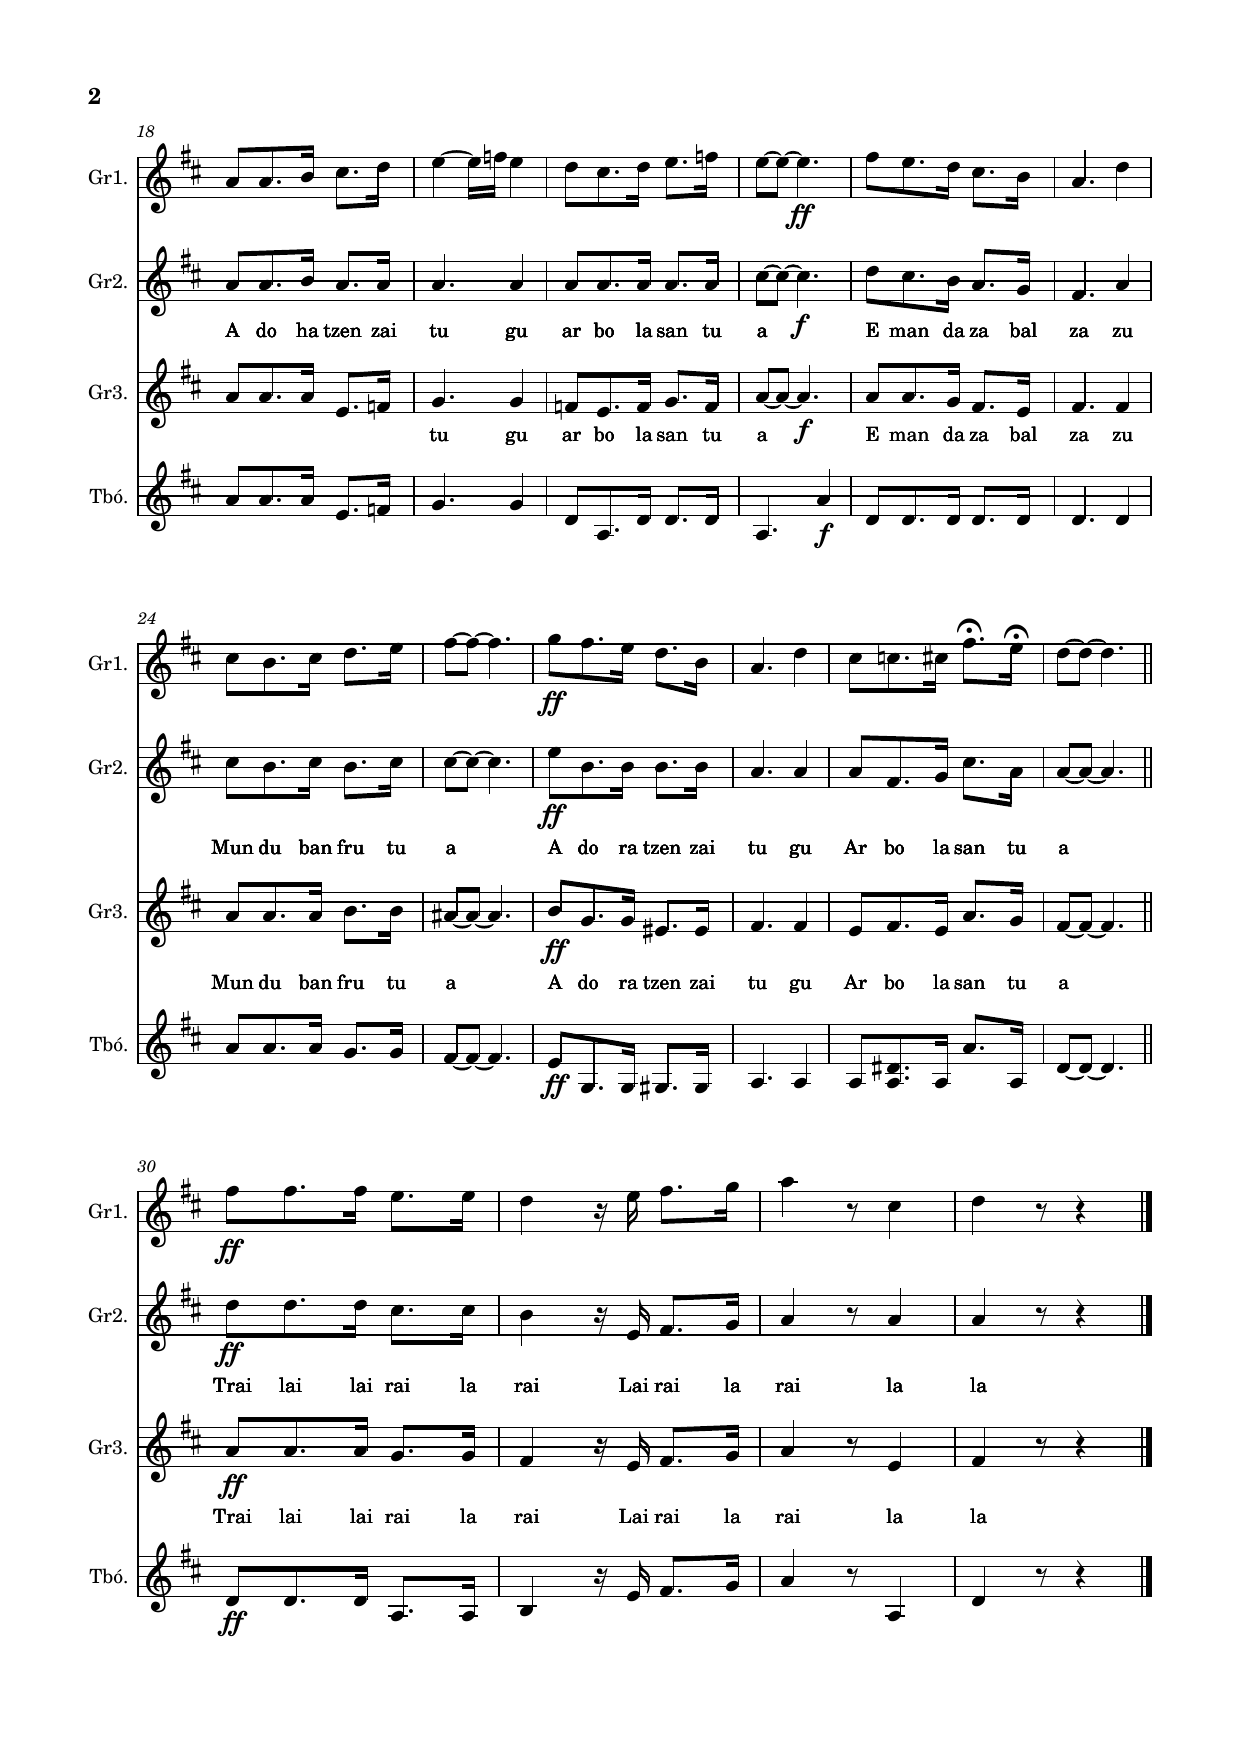 2
18
Gr1.
ff
Gr2.
f
A do ha tzen zai tu gu ar bo la san tu a E man da za bal za zu
Gr3.
f
tu gu ar bo la san tu a E man da za bal za zu
Tbó.
f
24
Gr1.
ff
Gr2.
ff
Mun du ban fru tu a A do ra tzen zai tu gu Ar bo la san tu a
Gr3.
ff
Mun du ban fru tu a A do ra tzen zai tu gu Ar bo la san tu a
Tbó.
ff
30
Gr1.
ff
Gr2.
ff
Trai lai lai rai la rai Lai rai la rai la la
Gr3.
ff
Trai lai lai rai la rai Lai rai la rai la la
Tbó.
ff